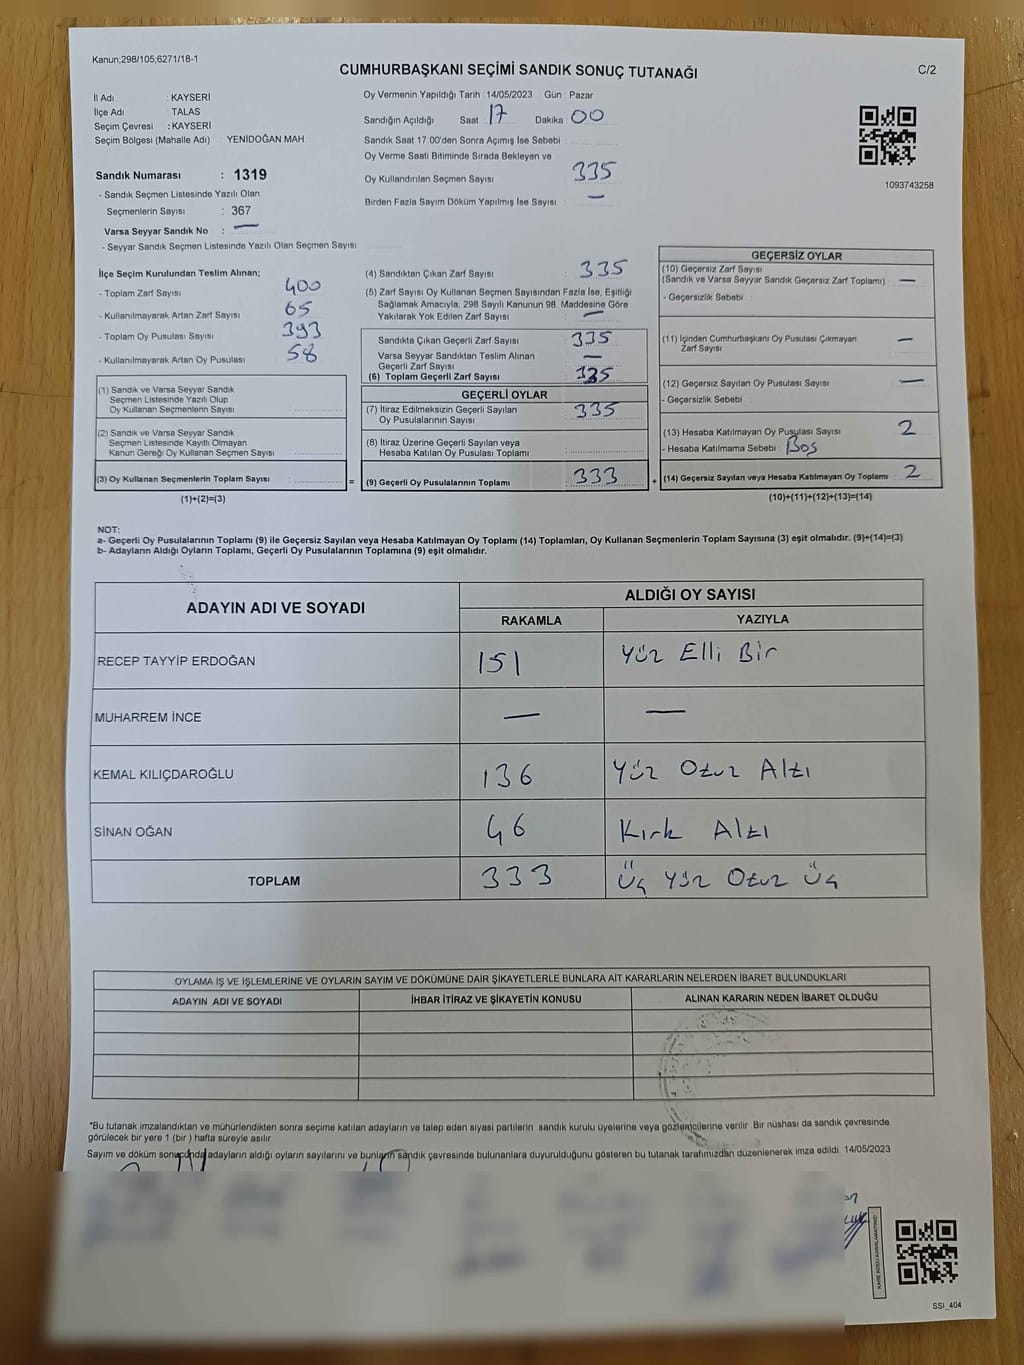 Kanun;298/105,6271/18-1
CUMHURBAŞKANI SEÇİMİ SANDIK SONUÇ TUTANAĞI
C/2
İl Adı : KAYSERİ
İlçe Adı : TALAS
Seçim Çevresi : KAYSERİ
Seçim Bölgesi (Mahalle Adı) : YENİDOĞAN MAH
Sandık Numarası : 1319
- Sandık Seçmen Listesinde Yazılı Olan
Seçmenlerin Sayısı : 367
Varsa Seyyar Sandık No : —
- Seyyar Sandık Seçmen Listesinde Yazılı Olan Seçmen Sayısı
Oy Vermenin Yapıldığı Tarih : 14/05/2023 Gün : Pazar
Sandığın Açıldığı Saat : 17 Dakika : 00
Sandık Saat 17:00'den Sonra Açımış İse Sebebi
Oy Verme Saati Bitiminde Sırada Bekleyen ve
Oy Kullandırılan Seçmen Sayısı : 335
Birden Fazla Sayım Döküm Yapılmış İse Sayısı : —
1093743258
İlçe Seçim Kurulundan Teslim Alınan;
- Toplam Zarf Sayısı 400
- Kullanılmayarak Artan Zarf Sayısı 65
- Toplam Oy Pusulası Sayısı 393
- Kullanılmayarak Artan Oy Pusulası 58
(1) Sandık ve Varsa Seyyar Sandık
Seçmen Listesinde Yazılı Olup
Oy Kullanan Seçmenlerin Sayısı
(2) Sandık ve Varsa Seyyar Sandık
Seçmen Listesinde Kayıtlı Olmayan
Kanun Gereği Oy Kullanan Seçmen Sayısı
(3) Oy Kullanan Seçmenlerin Toplam Sayısı
(1)+(2)=(3)
(4) Sandıktan Çıkan Zarf Sayısı : 335
(5) Zarf Sayısı Oy Kullanan Seçmen Sayısından Fazla İse, Eşitliği
Sağlamak Amacıyla, 298 Sayılı Kanunun 98. Maddesine Göre
Yakılarak Yok Edilen Zarf Sayısı : —
Sandıkta Çıkan Geçerli Zarf Sayısı : 335
Varsa Seyyar Sandıktan Teslim Alınan
Geçerli Zarf Sayısı : —
(6) Toplam Geçerli Zarf Sayısı : 335
GEÇERLİ OYLAR
(7) İtiraz Edilmeksizin Geçerli Sayılan
Oy Pusulalarının Sayısı : 335
(8) İtiraz Üzerine Geçerli Sayılan veya
Hesaba Katılan Oy Pusulası Toplamı
= (9) Geçerli Oy Pusulalarının Toplamı : 333 +
GEÇERSİZ OYLAR
(10) Geçersiz Zarf Sayısı
(Sandık ve Varsa Seyyar Sandık Geçersiz Zarf Toplamı) —
- Geçersizlik Sebebi
(11) İçinden Cumhurbaşkanı Oy Pusulası Çıkmayan
Zarf Sayısı —
(12) Geçersiz Sayılan Oy Pusulası Sayısı —
- Geçersizlik Sebebi
(13) Hesaba Katılmayan Oy Pusulası Sayısı 2
- Hesaba Katılmama Sebebi : Boş
(14) Geçersiz Sayılan veya Hesaba Katılmayan Oy Toplamı 2
(10)+(11)+(12)+(13)=(14)
NOT:
a- Geçerli Oy Pusulalarının Toplamı (9) ile Geçersiz Sayılan veya Hesaba Katılmayan Oy Toplamı (14) Toplamları, Oy Kullanan Seçmenlerin Toplam Sayısına (3) eşit olmalıdır. (9)+(14)=(3)
b- Adayların Aldığı Oyların Toplamı, Geçerli Oy Pusulalarının Toplamına (9) eşit olmalıdır.
ADAYIN ADI VE SOYADI
ALDIĞI OY SAYISI
RAKAMLA YAZIYLA
RECEP TAYYİP ERDOĞAN 151 Yüz Elli Bir
MUHARREM İNCE — —
KEMAL KILIÇDAROĞLU 136 Yüz Otuz Altı
SİNAN OĞAN 46 Kırk Altı
TOPLAM 333 Üç Yüz Otuz Üç
OYLAMA İŞ VE İŞLEMLERİNE VE OYLARIN SAYIM VE DÖKÜMÜNE DAİR ŞİKAYETLERLE BUNLARA AİT KARARLARIN NELERDEN İBARET BULUNDUKLARI
ADAYIN ADI VE SOYADI İHBAR İTİRAZ VE ŞİKAYETİN KONUSU ALINAN KARARIN NEDEN İBARET OLDUĞU
*Bu tutanak imzalandıktan ve mühürlendikten sonra seçime katılan adayların ve talep eden siyasi partilerin sandık kurulu üyelerine veya gözlemcilerine verilir. Bir nüshası da sandık çevresinde
görülecek bir yere 1 (bir) hafta süreyle asılır.
Sayım ve döküm sonucunda adayların aldığı oyların sayılarını ve bunların sandık çevresinde bulunanlara duyurulduğunu gösteren bu tutanak tarafımızdan düzenlenerek imza edildi. 14/05/2023
SSI_404